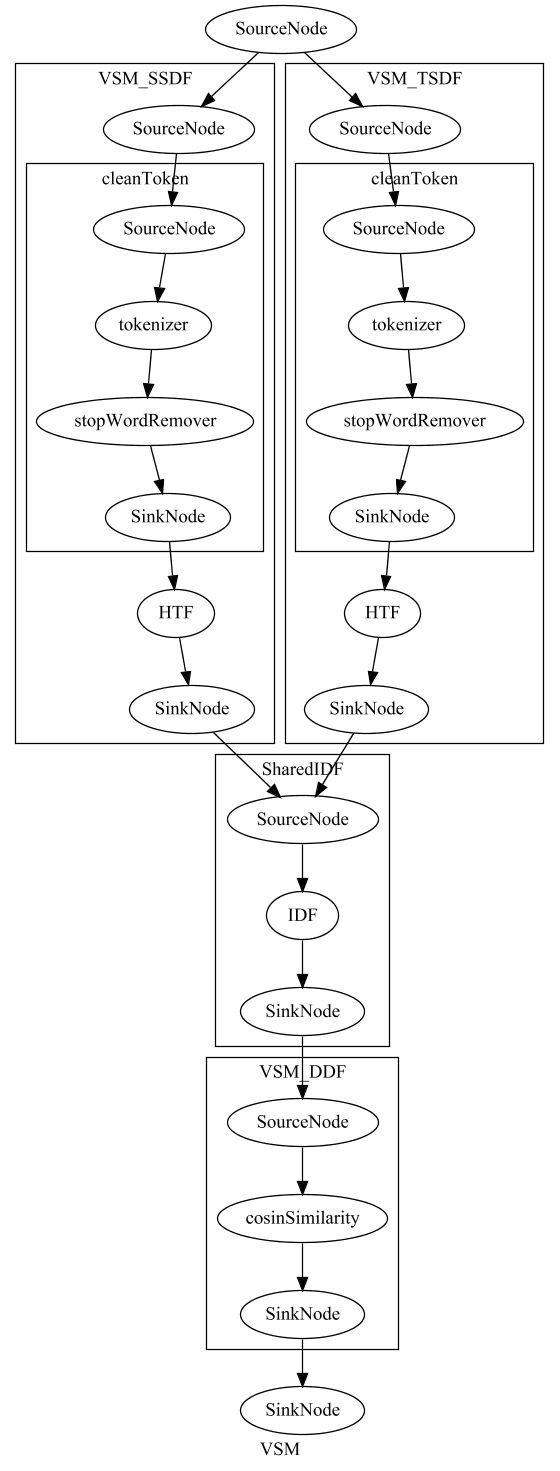 SourceNode
VSM_SSDF VSM_TSDF
SourceNode SourceNode
cleanToken cleanToken
SourceNode SourceNode
tokenizer tokenizer
stopWordRemover stopWordRemover
SinkNode SinkNode
HTF HTF
SinkNode SinkNode
SharedIDF
SourceNode
IDF
SinkNode
VSM_DDF
SourceNode
cosinSimilarity
SinkNode
SinkNode
VSM